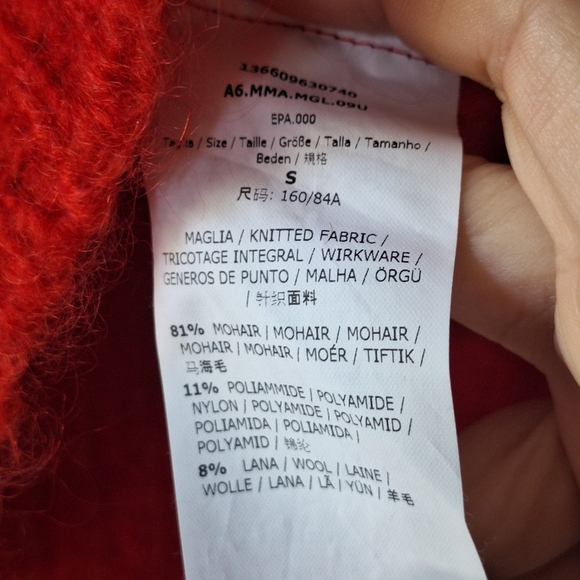 136609630740
A6.MMA.MGL.09U
EPA.000
Taglia / Size / Taille / Größe / Talla / Tamanho /
Beden / 规格
S
尺码: 160/84A
MAGLIA / KNITTED FABRIC /
TRICOTAGE INTEGRAL / WIRKWARE /
GENEROS DE PUNTO / MALHA / ÖRGÜ
/ 针织面料
81% MOHAIR / MOHAIR / MOHAIR /
MOHAIR / MOHAIR / MOÉR / TIFTIK /
马海毛
11% POLIAMMIDE / POLYAMIDE /
NYLON / POLYAMIDE / POLYAMID /
POLIAMIDA / POLIAMIDA /
POLYAMID / 锦纶
8% LANA / WOOL / LAINE /
WOLLE / LANA / LÃ / YÜN / 羊毛